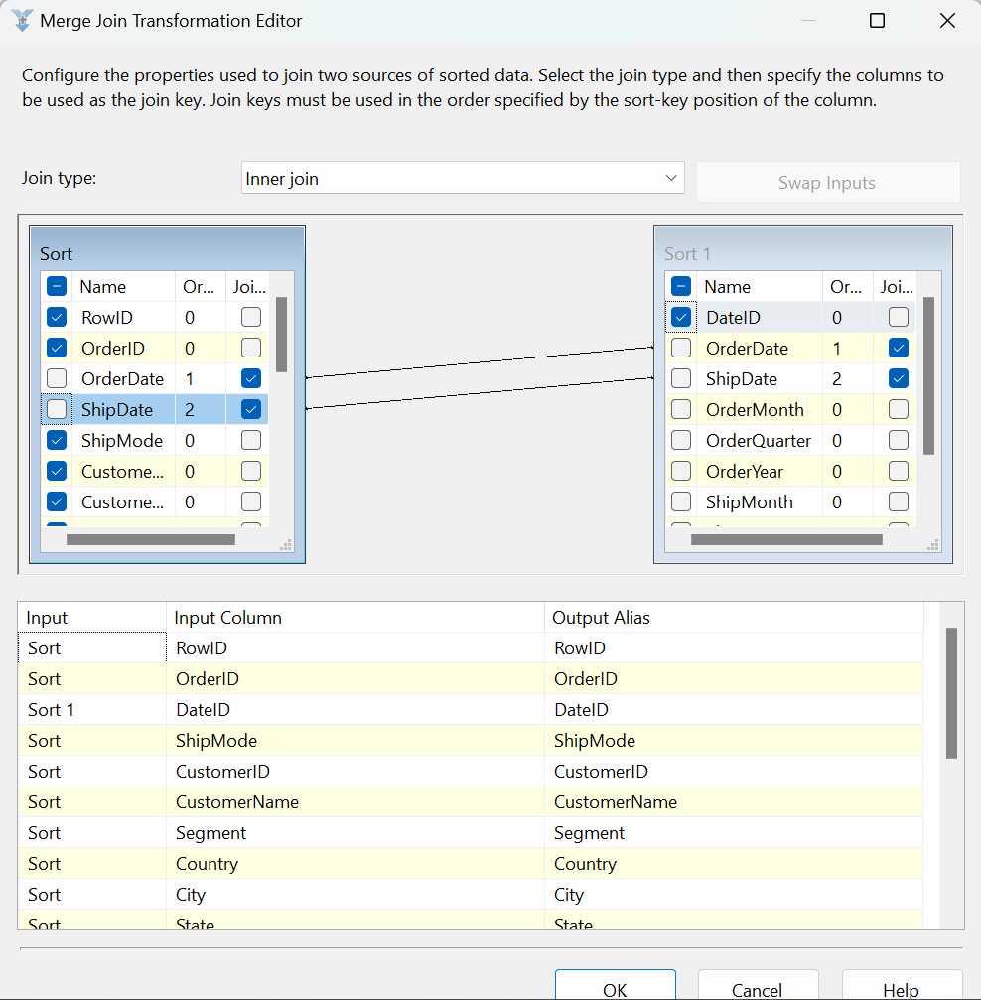 Merge Join Transformation Editor
Configure the properties used to join two sources of sorted data. Select the join type and then specify the columns to
be used as the join key. Join keys must be used in the order specified by the sort-key position of the column.
Join type:
Inner join
Swap Inputs
Sort
Name Or... Joi...
RowID 0
OrderID 0
OrderDate 1
ShipDate 2
ShipMode 0
Custome... 0
Custome... 0
Sort 1
Name Or... Joi...
DateID 0
OrderDate 1
ShipDate 2
OrderMonth 0
OrderQuarter 0
OrderYear 0
ShipMonth 0
Input Input Column Output Alias
Sort RowID RowID
Sort OrderID OrderID
Sort 1 DateID DateID
Sort ShipMode ShipMode
Sort CustomerID CustomerID
Sort CustomerName CustomerName
Sort Segment Segment
Sort Country Country
Sort City City
Sort State State
OK Cancel Help